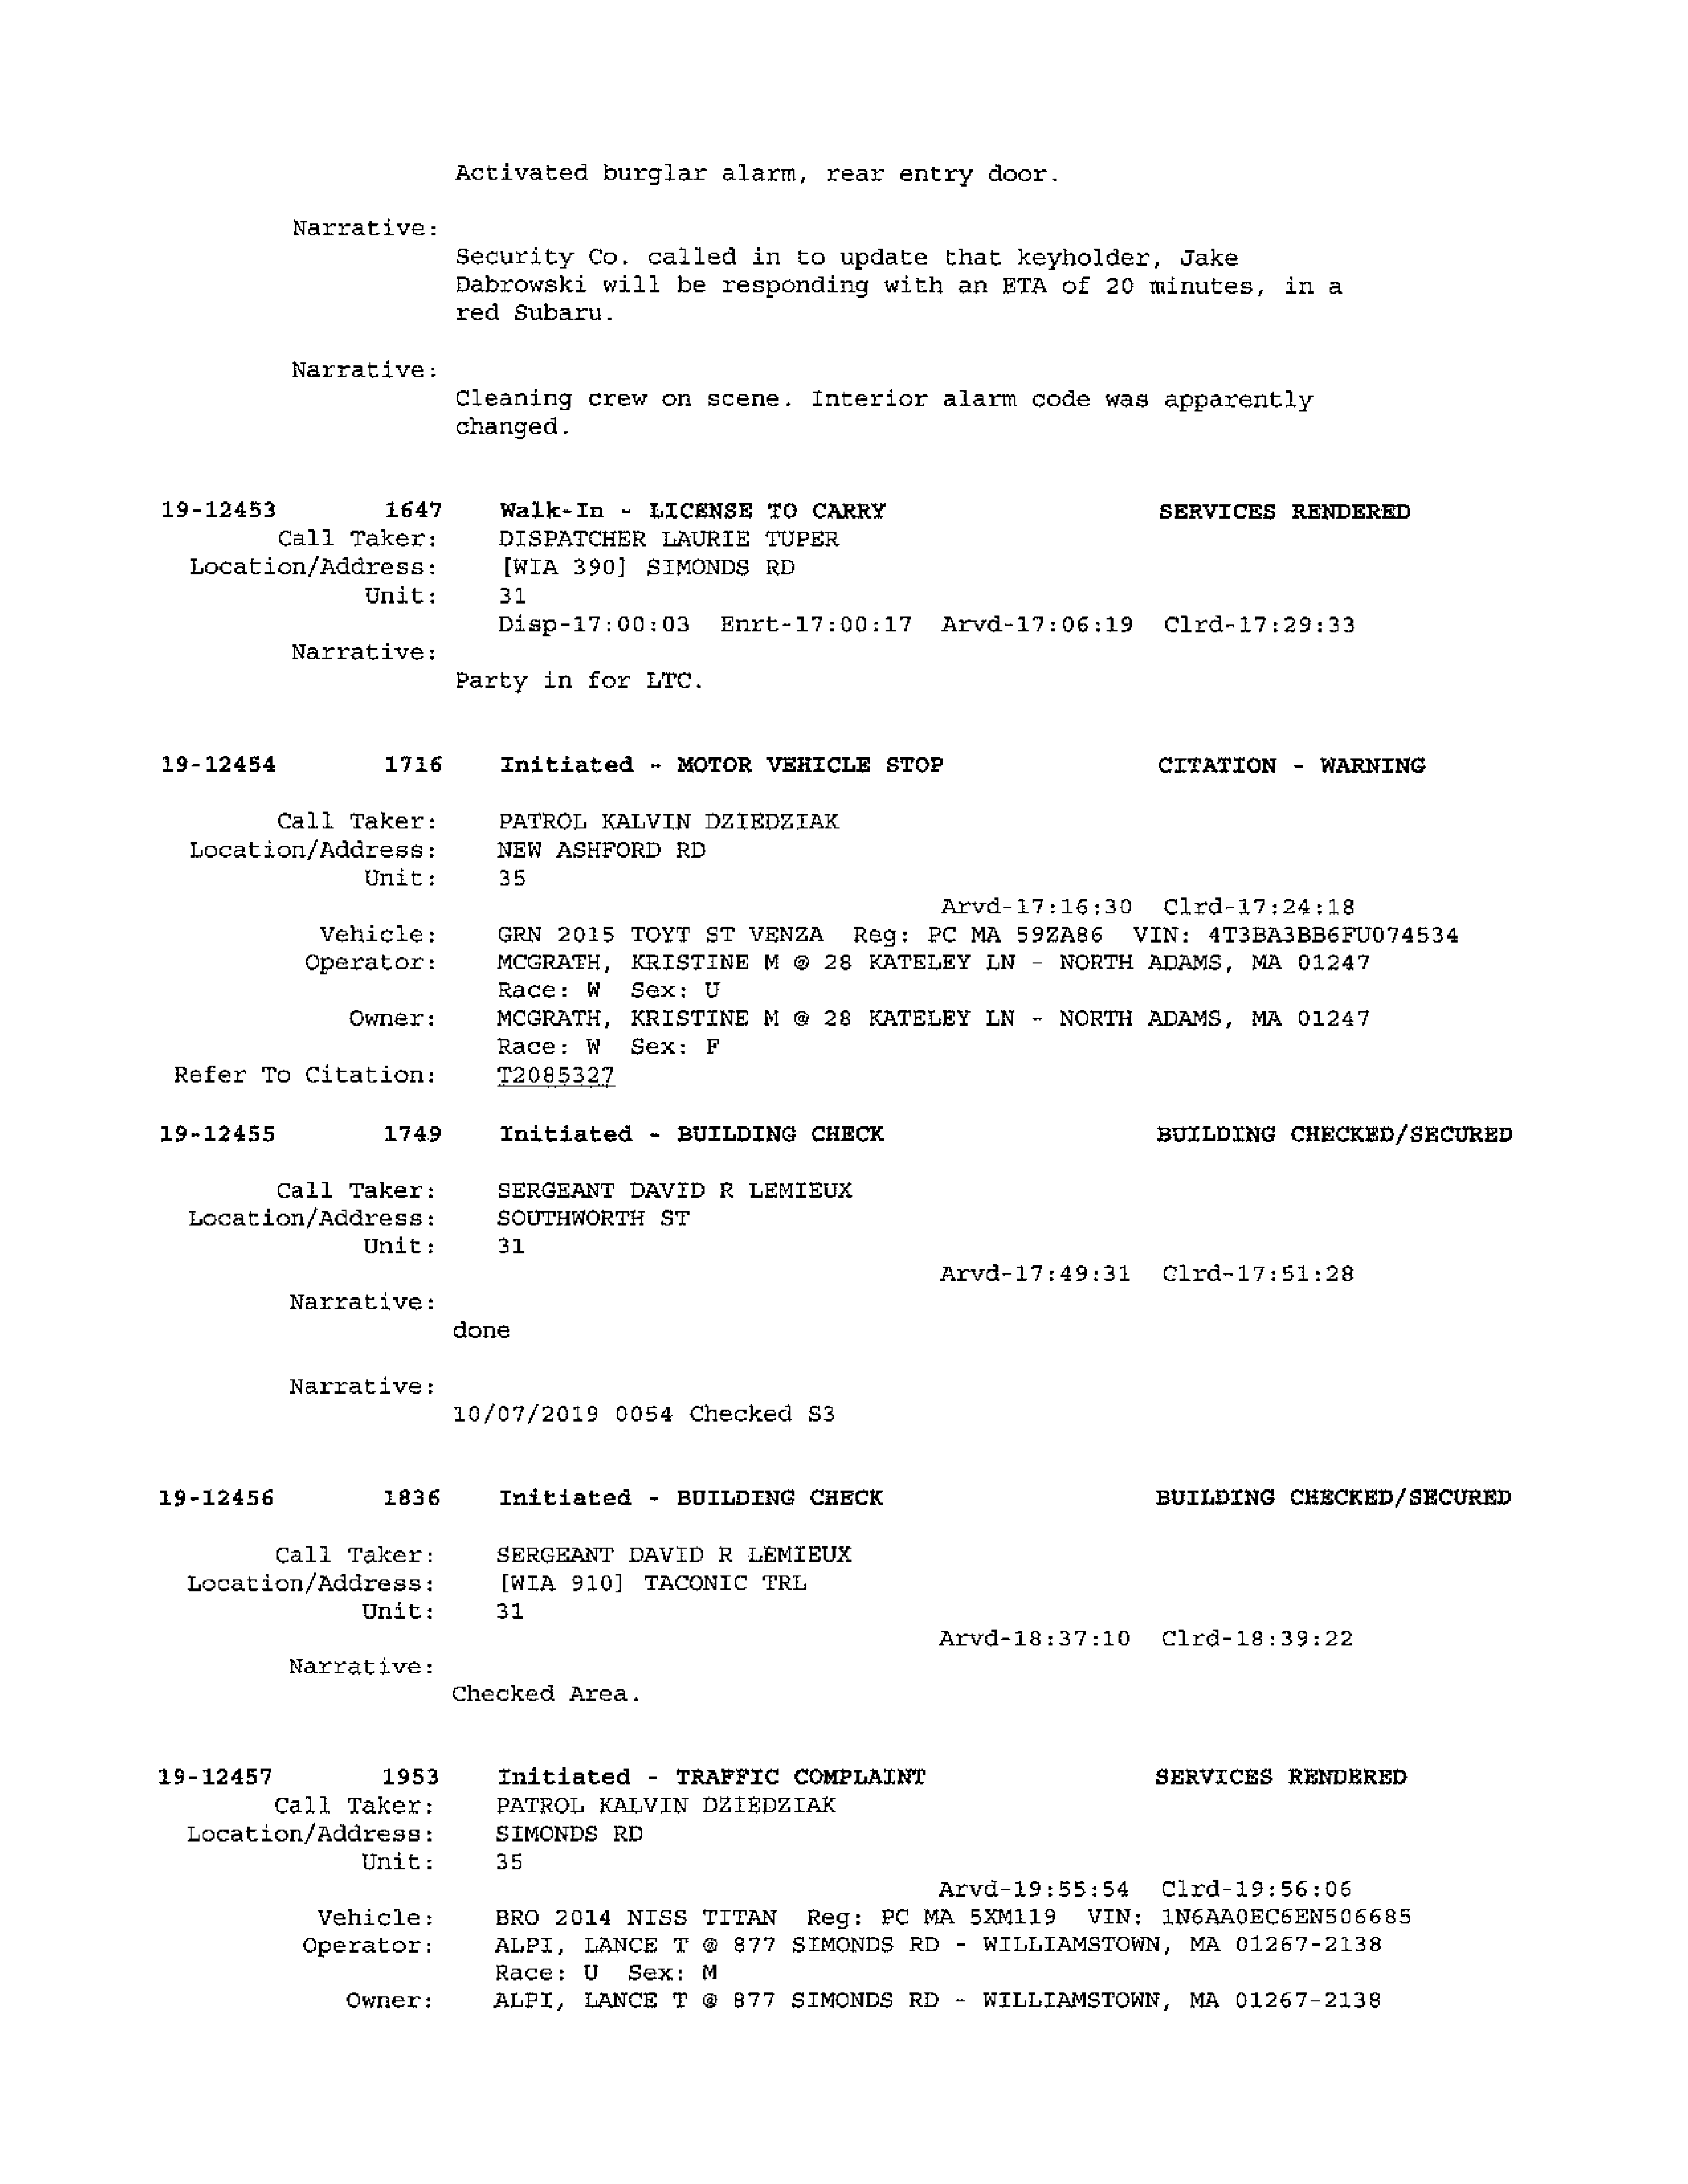 Activated burglar alarm, rear entry door.
Narrative:
Security Co. called in to update that keyholder, Jake
Dabrowski will be responding with an ETA of 20 minutes, in a
red Subaru.
Narrative:
Cleaning crew on scene. Interior alarm code was apparently
changed.
19-12453 1647 Walk-In - LICENSE TO CARRY SERVICES RENDERED
Call Taker: DISPATCHER LAURIE TUPER
Location/Address: [WIA 390] SIMONDS RD
Unit: 31
Disp-17:00:03 Enrt-17:00:17 Arvd-17:06:19 Clrd-17:29:33
Narrative:
Party in for LTC.
19-12454 1716 Initiated - MOTOR VEHICLE STOP CITATION - WARNING
Call Taker: PATROL KALVIN DZIEDZIAK
Location/Address: NEW ASHFORD RD
Unit: 35
Arvd-17:16:30 Clrd-17:24:18
Vehicle: GRN 2015 TOYT ST VENZA Reg: PC MA 59ZA86 VIN: 4T3BA3BB6FU074534
Operator: MCGRATH, KRISTINE M @ 28 KATELEY LN - NORTH ADAMS, MA 01247
Race: W Sex: U
Owner: MCGRATH, KRISTINE M @ 28 KATELEY LN - NORTH ADAMS, MA 01247
Race: W Sex: F
Refer To Citation: T2085327
19-12455 1749 Initiated - BUILDING CHECK BUILDING CHECKED/SECURED
Call Taker: SERGEANT DAVID R LEMIEUX
Location/Address: SOUTHWORTH ST
Unit: 31
Arvd-17:49:31 Clrd-17:51:28
Narrative:
done
Narrative:
10/07/2019 0054 Checked S3
19-12456 1836 Initiated - BUILDING CHECK BUILDING CHECKED/SECURED
Call Taker: SERGEANT DAVID R LEMIEUX
Location/Address: [WIA 910] TACONIC TRL
Unit: 31
Arvd-18:37:10 Clrd-18:39:22
Narrative:
Checked Area.
19-12457 1953 Initiated - TRAFFIC COMPLAINT SERVICES RENDERED
Call Taker: PATROL KALVIN DZIEDZIAK
Location/Address: SIMONDS RD
Unit: 35
Arvd-19:55:54 Clrd-19:56:06
Vehicle: BRO 2014 NISS TITAN Reg: PC MA 5XM119 VIN: 1N6AA0EC6EN506685
Operator: ALPI, LANCE T @ 877 SIMONDS RD - WILLIAMSTOWN, MA 01267-2138
Race: U Sex: M
Owner: ALPI, LANCE T @ 877 SIMONDS RD - WILLIAMSTOWN, MA 01267-2138